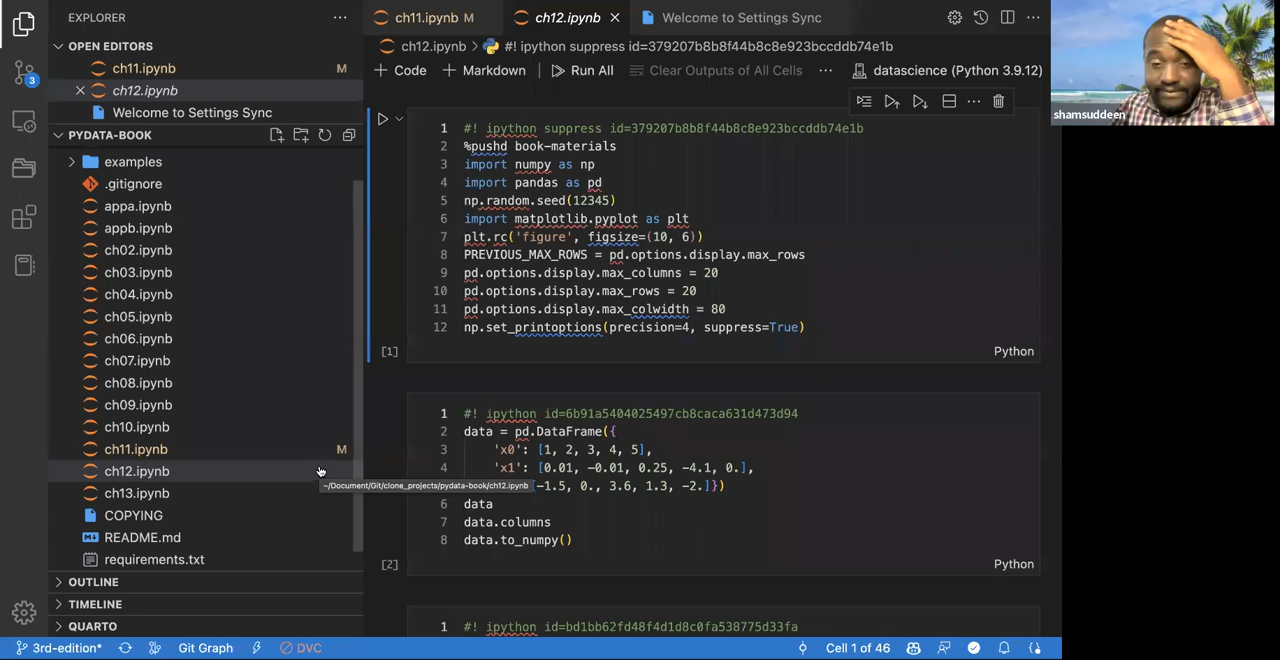 EXPLORER
OPEN EDITORS
ch11.ipynb M
ch12.ipynb
Welcome to Settings Sync
PYDATA-BOOK
examples
.gitignore
appa.ipynb
appb.ipynb
ch02.ipynb
ch03.ipynb
ch04.ipynb
ch05.ipynb
ch06.ipynb
ch07.ipynb
ch08.ipynb
ch09.ipynb
ch10.ipynb
ch11.ipynb M
ch12.ipynb
ch13.ipynb
COPYING
README.md
requirements.txt
OUTLINE
TIMELINE
QUARTO
3
ch11.ipynb M ch12.ipynb Welcome to Settings Sync
ch12.ipynb > #! ipython suppress id=379207b8b8f44b8c8e923bccddb74e1b
+ Code + Markdown Run All Clear Outputs of All Cells ... datascience (Python 3.9.12)
1 #! ipython suppress id=379207b8b8f44b8c8e923bccddb74e1b
2 %pushd book-materials
3 import numpy as np
4 import pandas as pd
5 np.random.seed(12345)
6 import matplotlib.pyplot as plt
7 plt.rc('figure', figsize=(10, 6))
8 PREVIOUS_MAX_ROWS = pd.options.display.max_rows
9 pd.options.display.max_columns = 20
10 pd.options.display.max_rows = 20
11 pd.options.display.max_colwidth = 80
12 np.set_printoptions(precision=4, suppress=True)
[1] Python
1 #! ipython id=6b91a5404025497cb8caca631d473d94
2 data = pd.DataFrame({
3 'x0': [1, 2, 3, 4, 5],
4 'x1': [0.01, -0.01, 0.25, -4.1, 0.],
[-1.5, 0., 3.6, 1.3, -2.]})
6 data
7 data.columns
8 data.to_numpy()
[2] Python
1 #! ipython id=bd1bb62fd48f4d1d8c0fa538775d33fa
~/Document/Git/clone_projects/pydata-book/ch12.ipynb
shamsuddeen
3rd-edition* Git Graph DVC Cell 1 of 46